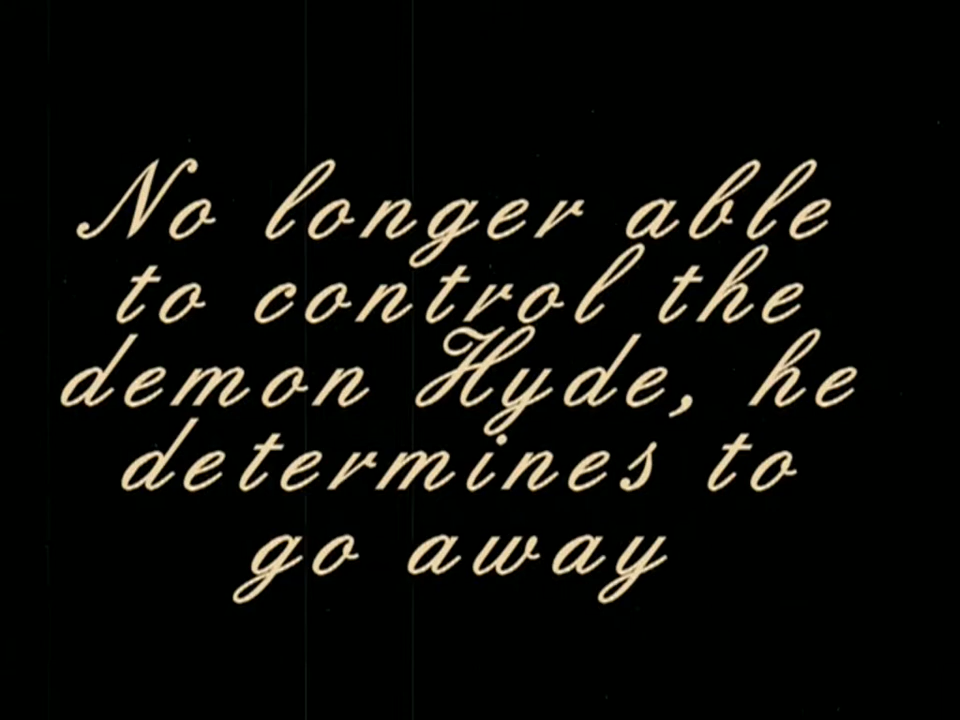 No longer able
to control the
demon Hyde, he
determines to
go away